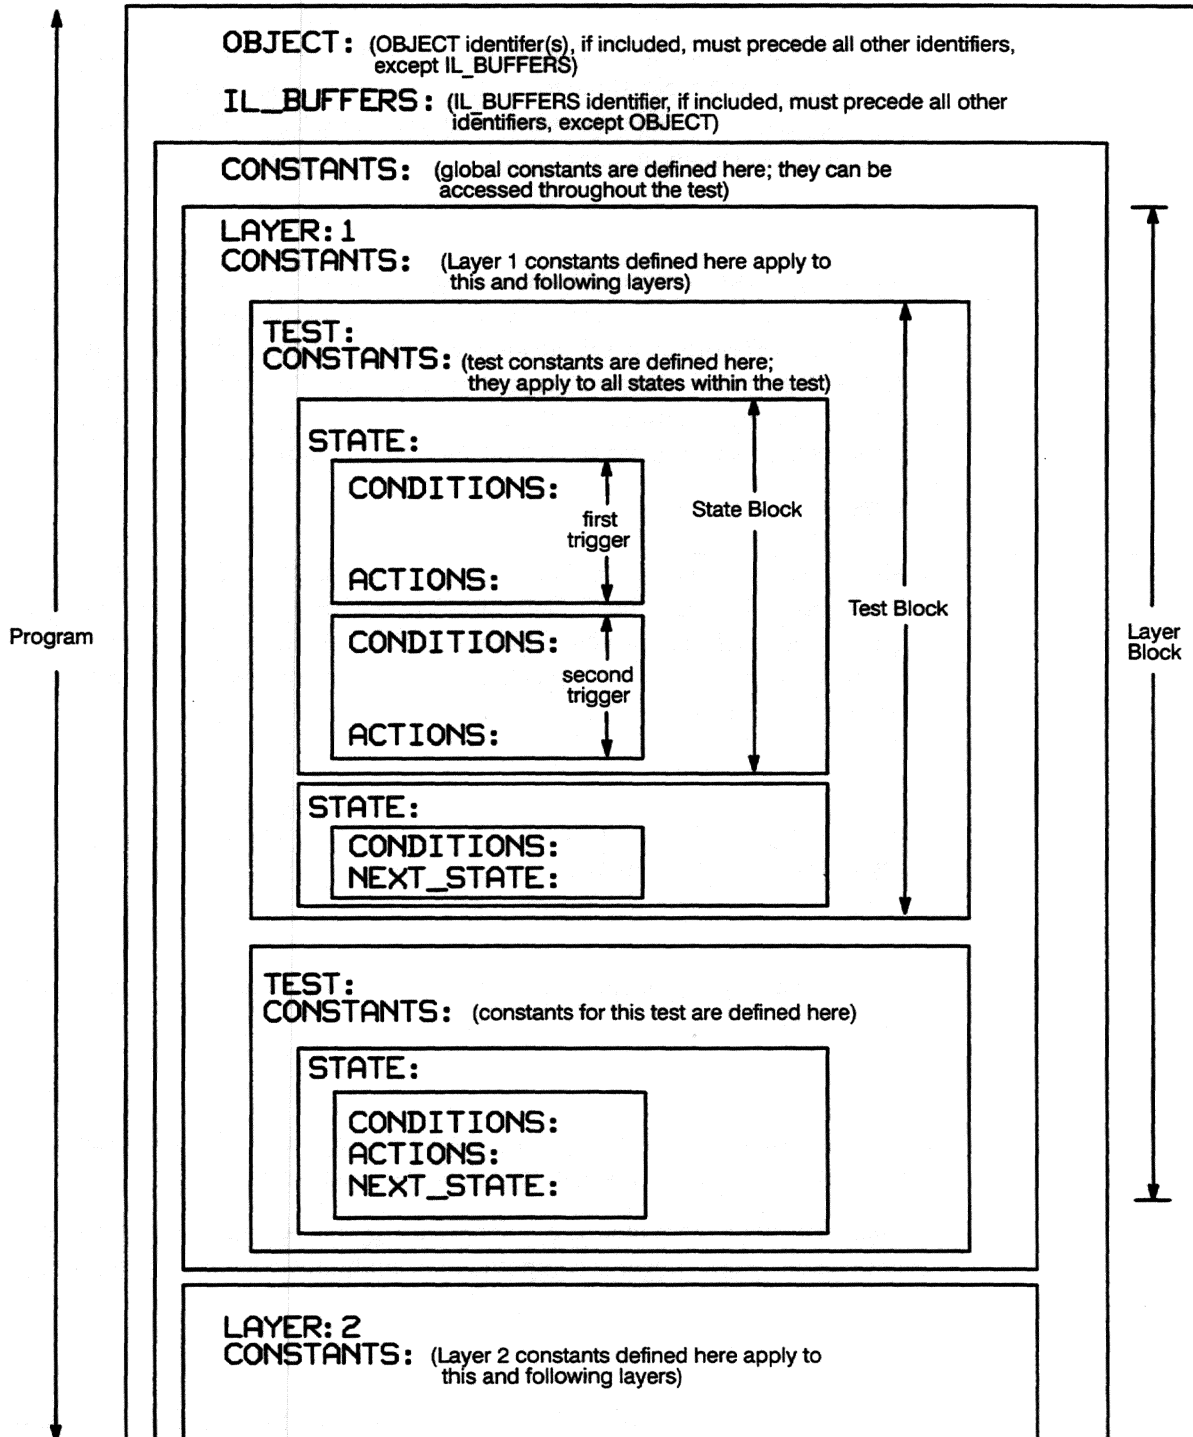 OBJECT: (OBJECT identifer(s), if included, must precede all other identifiers,
except IL_BUFFERS)
IL_BUFFERS: (IL_BUFFERS identifier, if included, must precede all other
identifiers, except OBJECT)
CONSTANTS: (global constants are defined here; they can be
accessed throughout the test)
LAYER:1
CONSTANTS: (Layer 1 constants defined here apply to
this and following layers)
TEST:
CONSTANTS: (test constants are defined here;
they apply to all states within the test)
STATE:
CONDITIONS:
first
trigger
ACTIONS:
State Block
CONDITIONS:
second
trigger
ACTIONS:
Test Block
Program
Layer
Block
STATE:
CONDITIONS:
NEXT_STATE:
TEST:
CONSTANTS: (constants for this test are defined here)
STATE:
CONDITIONS:
ACTIONS:
NEXT_STATE:
LAYER:2
CONSTANTS: (Layer 2 constants defined here apply to
this and following layers)